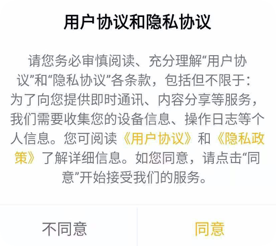 用户协议和隐私协议
请您务必审慎阅读、充分理解“用户协
议”和“隐私协议”各条款，包括但不限于：
为了向您提供即时通讯、内容分享等服务，
我们需要收集您的设备信息、操作日志等个
人信息。您可阅读《用户协议》和《隐私政
策》了解详细信息。如您同意，请点击“同
意”开始接受我们的服务。
不同意 同意